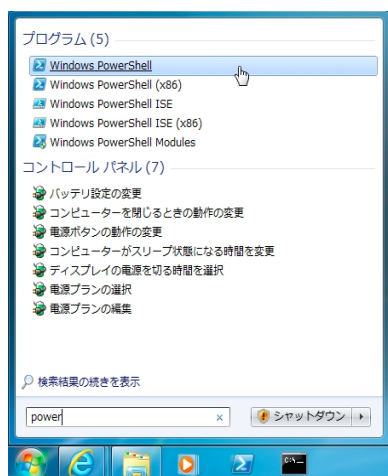 プログラム (5)
Windows PowerShell
Windows PowerShell (x86)
Windows PowerShell ISE
Windows PowerShell ISE (x86)
Windows PowerShell Modules
コントロール パネル (7)
バッテリ設定の変更
コンピューターを閉じるときの動作の変更
電源ボタンの動作の変更
コンピューターがスリープ状態になる時間を変更
ディスプレイの電源を切る時間を選択
電源プランの選択
電源プランの編集
検索結果の続きを表示
power
シャットダウン